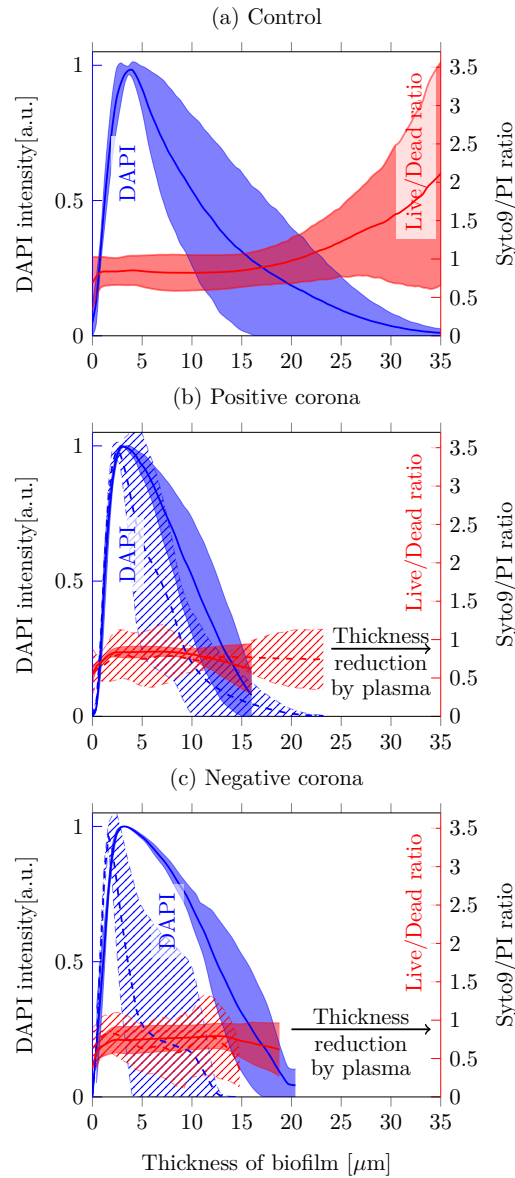 (a) Control
DAPI intensity[a.u.]
1
0.5
0
DAPI
Live/Dead ratio
3.5
3
2.5
2
1.5
1
0.5
0
Syto9/PI ratio
0 5 10 15 20 25 30 35
(b) Positive corona
DAPI intensity[a.u.]
1
0.5
0
DAPI
Live/Dead ratio
Thickness
reduction
by plasma
3.5
3
2.5
2
1.5
1
0.5
0
Syto9/PI ratio
0 5 10 15 20 25 30 35
(c) Negative corona
DAPI intensity[a.u.]
1
0.5
0
DAPI
Live/Dead ratio
Thickness
reduction
by plasma
3.5
3
2.5
2
1.5
1
0.5
0
Syto9/PI ratio
0 5 10 15 20 25 30 35
Thickness of biofilm [μm]